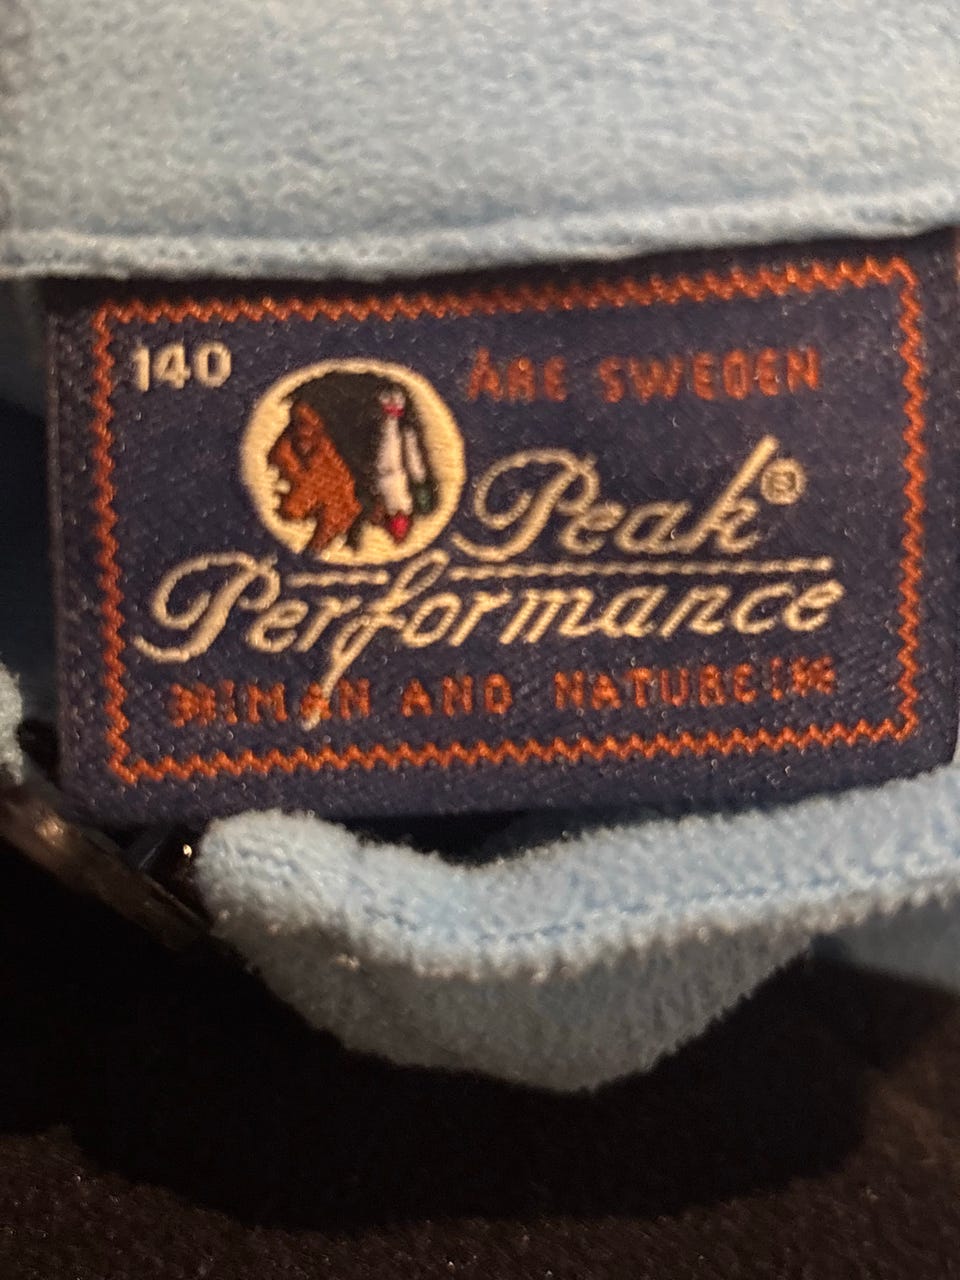 140
ÅRE SWEDEN
Peak®
Performance
MAN AND NATURE